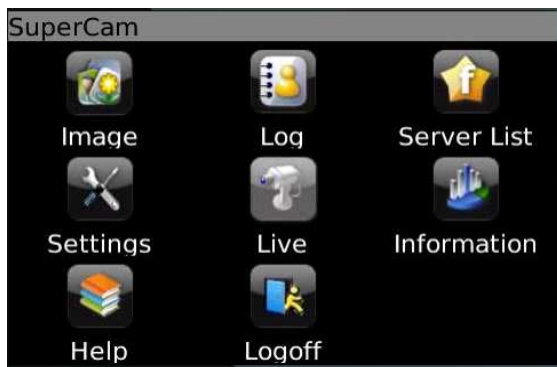 SuperCam
Image Log Server List
Settings Live Information
Help Logoff